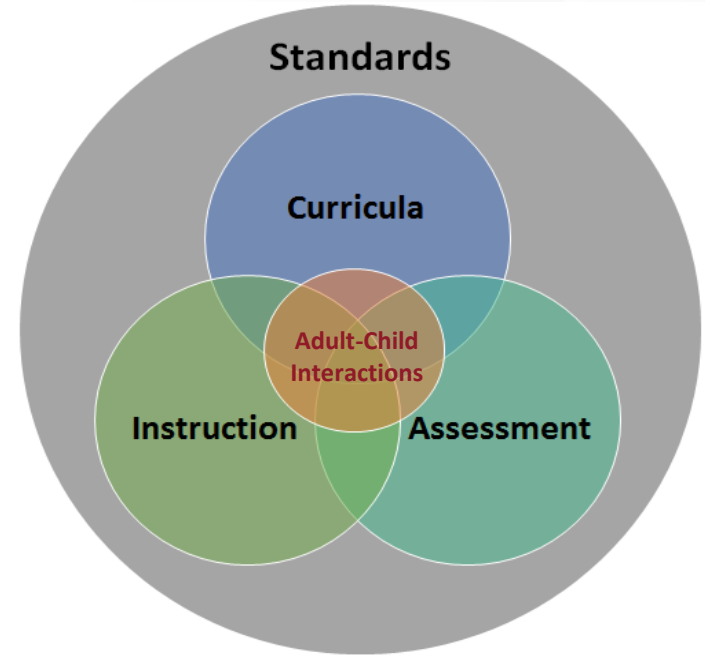 Standards
Curricula
Adult-Child
Interactions
Instruction
Assessment